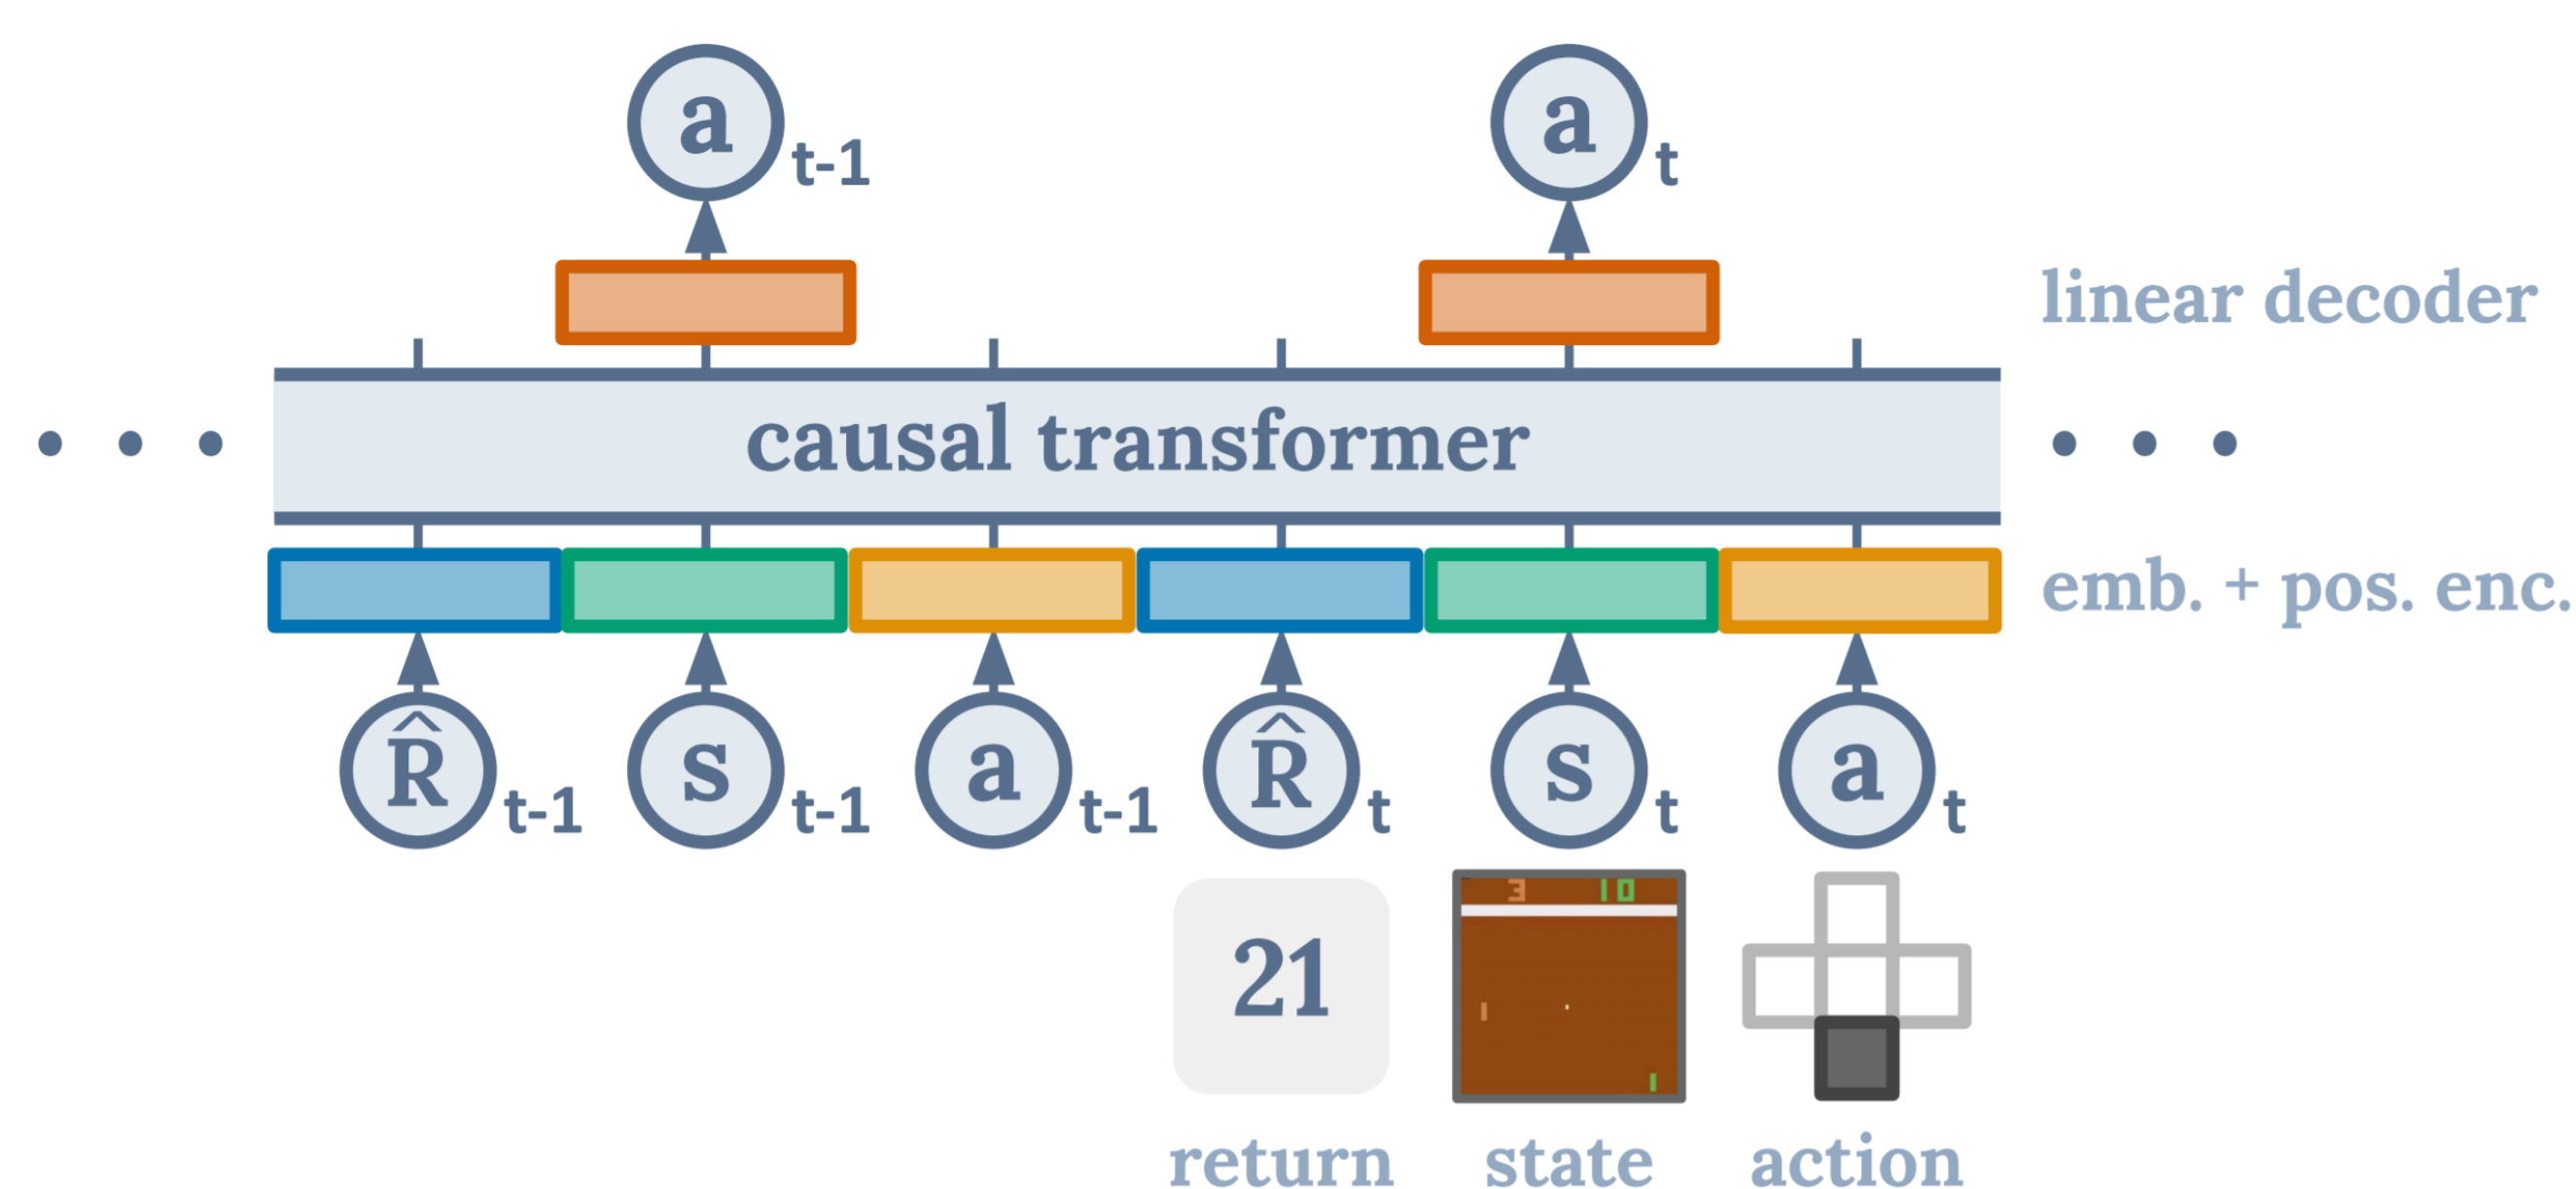 a t-1 a t
linear decoder
causal transformer
emb. + pos. enc.
R̂ t-1 s t-1 a t-1 R̂ t s t a t
3 10
21
return state action